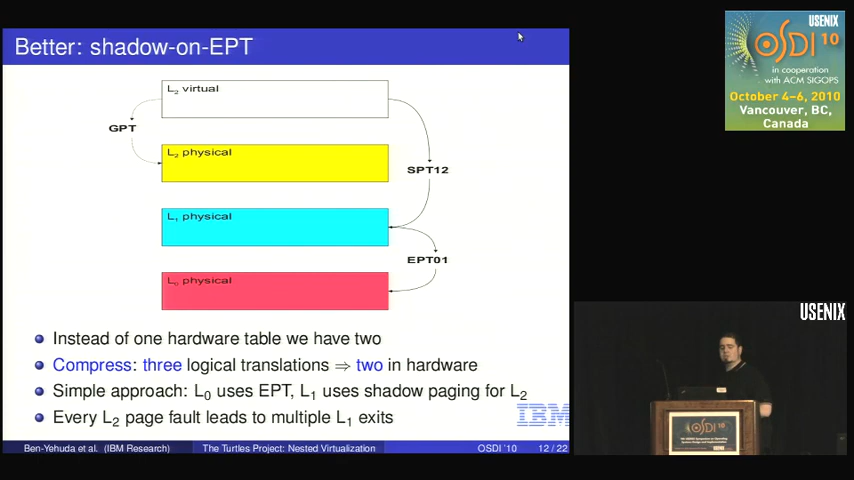 Better: shadow-on-EPT
L2 virtual
GPT
L2 physical
SPT12
L1 physical
EPT01
L0 physical
Instead of one hardware table we have two
Compress: three logical translations ⇒ two in hardware
Simple approach: L0 uses EPT, L1 uses shadow paging for L2
Every L2 page fault leads to multiple L1 exits
IBM
Ben-Yehuda et al. (IBM Research)
The Turtles Project: Nested Virtualization
OSDI '10
12 / 22
USENIX
OSDI 10
in cooperation
with ACM SIGOPS
October 4–6, 2010
Vancouver, BC,
Canada
USENIX
OSDI